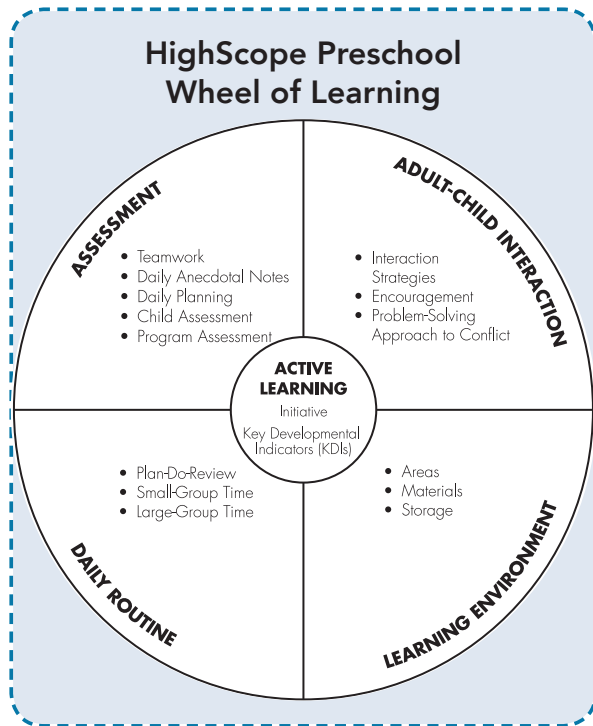 HighScope Preschool
Wheel of Learning
ASSESSMENT
• Teamwork
• Daily Anecdotal Notes
• Daily Planning
• Child Assessment
• Program Assessment
ADULT-CHILD INTERACTION
• Interaction
Strategies
• Encouragement
• Problem-Solving
Approach to Conflict
ACTIVE
LEARNING
Initiative
Key Developmental
Indicators (KDIs)
• Plan-Do-Review
• Small-Group Time
• Large-Group Time
DAILY ROUTINE
• Areas
• Materials
• Storage
LEARNING ENVIRONMENT